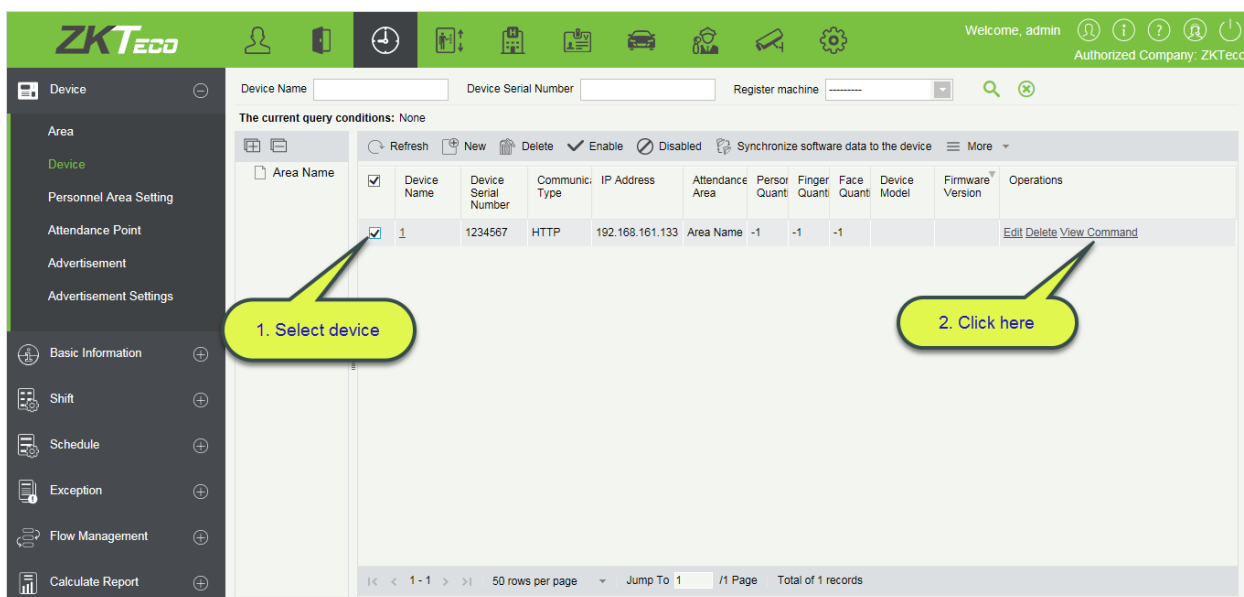 ZKTeco
Welcome, admin
Authorized Company: ZKTeco
Device
Area
Device
Personnel Area Setting
Attendance Point
Advertisement
Advertisement Settings
Basic Information
Shift
Schedule
Exception
Flow Management
Calculate Report
Device Name Device Serial Number Register machine ---------
The current query conditions: None
Refresh New Delete Enable Disabled Synchronize software data to the device More
Area Name
Device Name Device Serial Number Communica Type IP Address Attendance Area Person Quanti Finger Quanti Face Quanti Device Model Firmware Version Operations
1 1234567 HTTP 192.168.161.133 Area Name -1 -1 -1 Edit Delete View Command
1. Select device
2. Click here
1 - 1 50 rows per page Jump To 1 /1 Page Total of 1 records